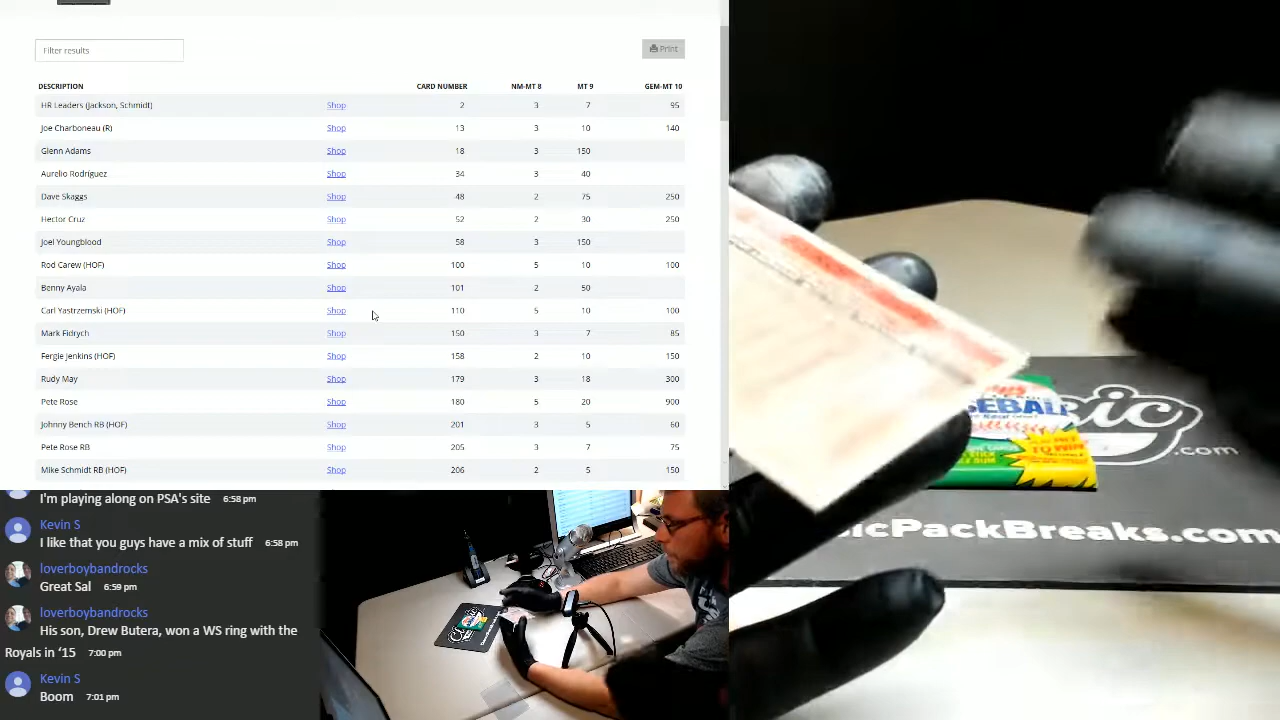 Filter results
Print
DESCRIPTION CARD NUMBER NM-MT 8 MT 9 GEM-MT 10
HR Leaders (Jackson, Schmidt) Shop 2 3 7 95
Joe Charboneau (R) Shop 13 3 10 140
Glenn Adams Shop 18 3 150
Aurelio Rodriguez Shop 34 3 40
Dave Skaggs Shop 48 2 75 250
Hector Cruz Shop 52 2 30 250
Joel Youngblood Shop 58 3 150
Rod Carew (HOF) Shop 100 5 10 100
Benny Ayala Shop 101 2 50
Carl Yastrzemski (HOF) Shop 110 5 10 100
Mark Fidrych Shop 150 3 7 85
Fergie Jenkins (HOF) Shop 158 2 10 150
Rudy May Shop 179 3 18 300
Pete Rose Shop 180 5 20 900
Johnny Bench RB (HOF) Shop 201 60
Pete Rose RB Shop 205 3 7 75
Mike Schmidt RB (HOF) Shop 206 2 5 150
I'm playing along on PSA's site 6:58 pm
Kevin S
I like that you guys have a mix of stuff 6:58 pm
loverboybandrocks
Great Sal 6:59 pm
loverboybandrocks
His son, Drew Butera, won a WS ring with the
Royals in '15 7:00 pm
Kevin S
Boom 7:01 pm
BASEBALL
TO WIN
ic
.com
icPackBreaks.com